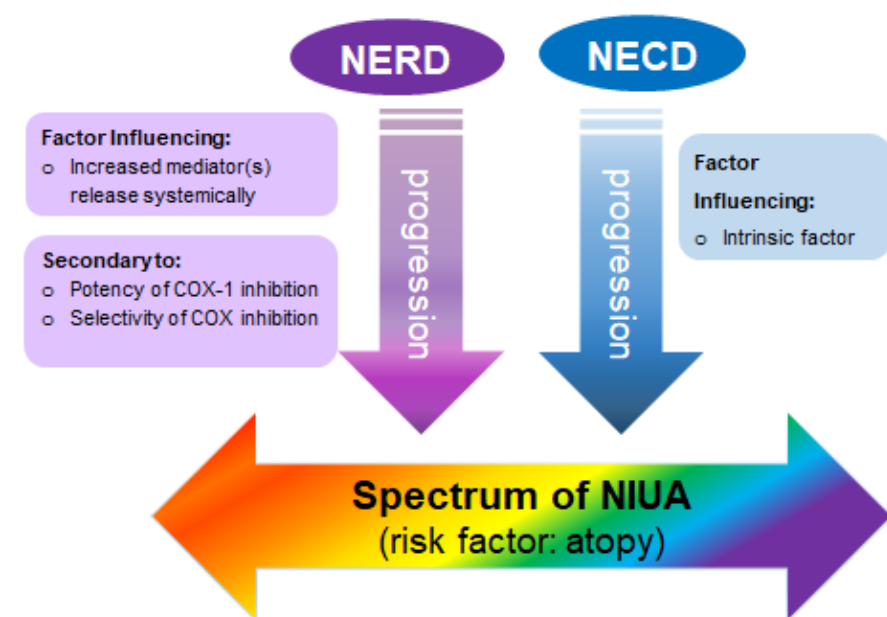 NERD
NECD
Factor Influencing:
o Increased mediator(s)
release systemically
Secondary to:
o Potency of COX-1 inhibition
o Selectivity of COX inhibition
progression
progression
Factor
Influencing:
o Intrinsic factor
Spectrum of NIUA
(risk factor: atopy)